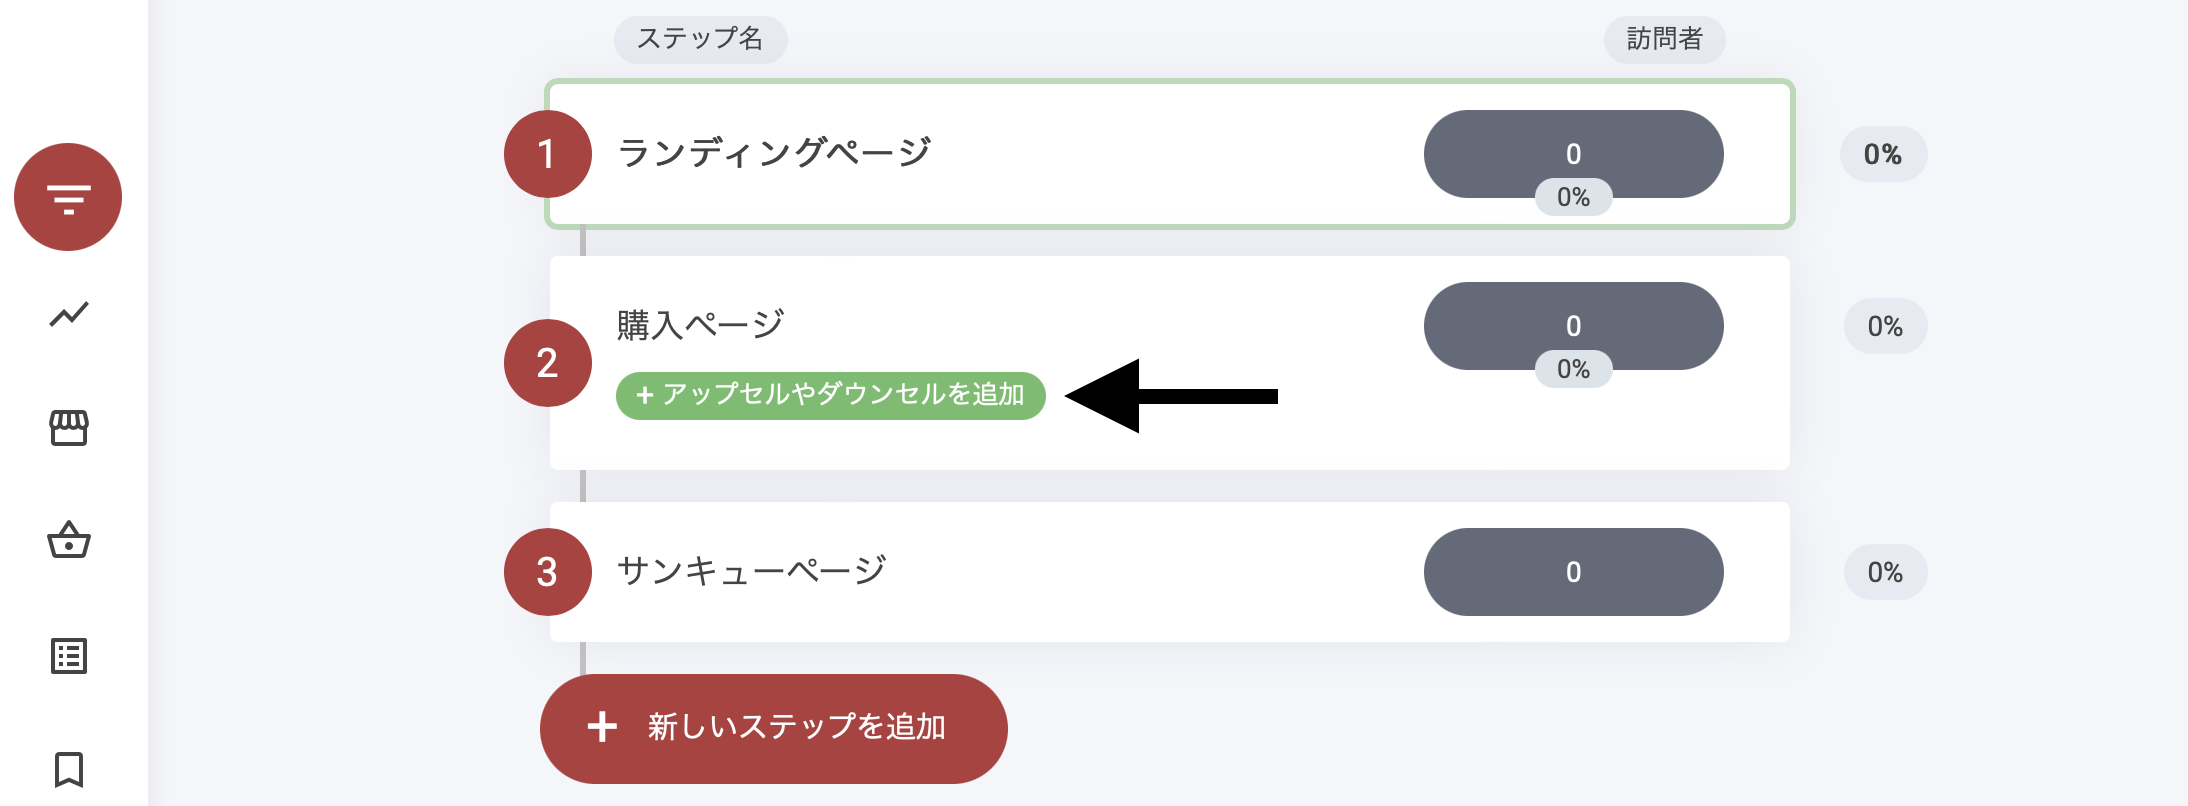 ステップ名 訪問者
1 ランディングページ 0 0%
0%
購入ページ 0 0%
0%
2
+ アップセルやダウンセルを追加
3 サンキューページ 0 0%
+ 新しいステップを追加